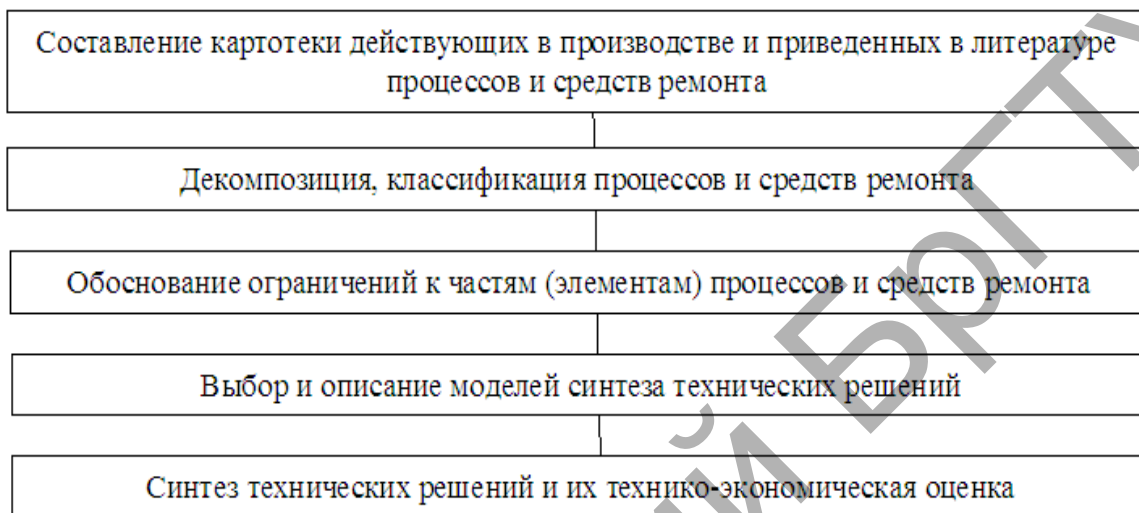 Составление картотеки действующих в производстве и приведенных в литературе
процессов и средств ремонта
Декомпозиция, классификация процессов и средств ремонта
Обоснование ограничений к частям (элементам) процессов и средств ремонта
Выбор и описание моделей синтеза технических решений
Синтез технических решений и их технико-экономическая оценка